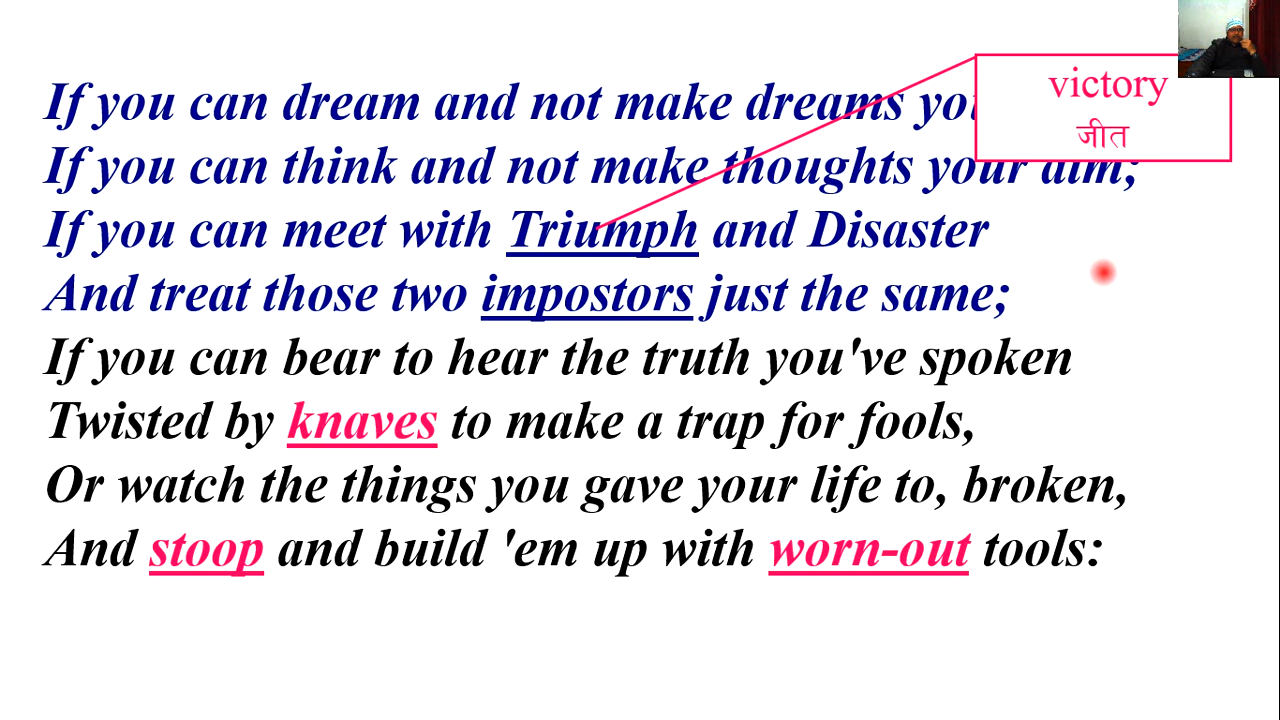 If you can dream and not make dreams
If you can think and not make thoughts your aim;
If you can meet with Triumph and Disaster
And treat those two impostors just the same;
If you can bear to hear the truth you've spoken
Twisted by knaves to make a trap for fools,
Or watch the things you gave your life to, broken,
And stoop and build 'em up with worn-out tools:
victory
जीत